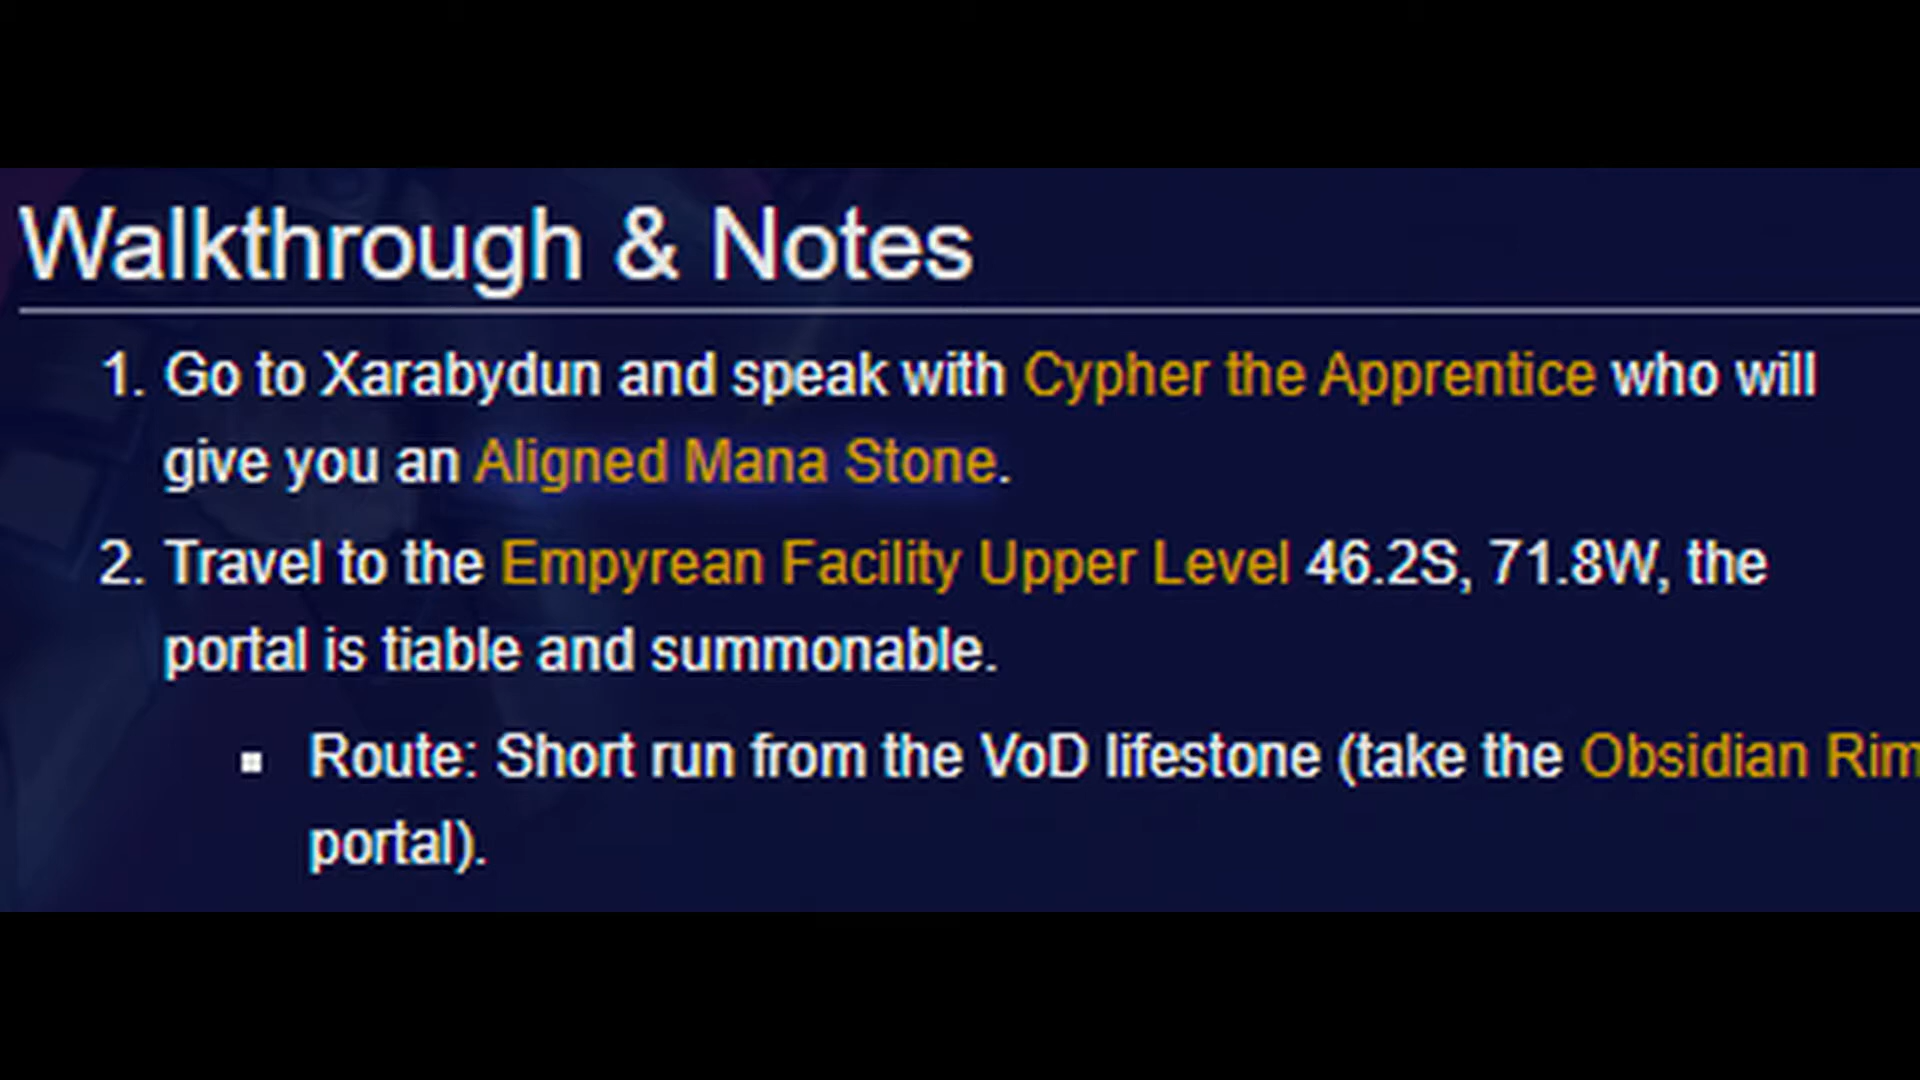 Walkthrough & Notes
1. Go to Xarabydun and speak with Cypher the Apprentice who will
give you an Aligned Mana Stone.
2. Travel to the Empyrean Facility Upper Level 46.2S, 71.8W, the
portal is tiable and summonable.
▪ Route: Short run from the VoD lifestone (take the Obsidian Rim
portal).